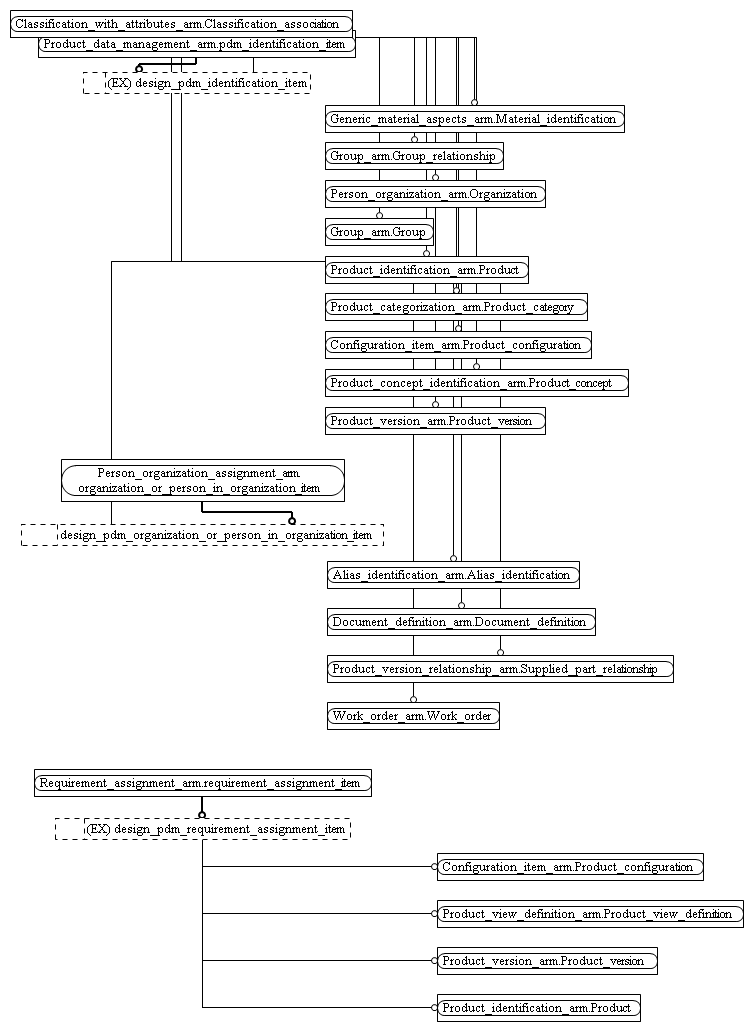 Classification_with_attributes_arm.Classification_association
Product_data_management_arm.pdm_identification_item
(EX) design_pdm_identification_item
Generic_material_aspects_arm.Material_identification
Group_arm.Group_relationship
Person_organization_arm.Organization
Group_arm.Group
Product_identification_arm.Product
Product_categorization_arm.Product_category
Configuration_item_arm.Product_configuration
Product_concept_identification_arm.Product_concept
Product_version_arm.Product_version
Person_organization_assignment_arm
organization_or_person_in_organization_item
design_pdm_organization_or_person_in_organization_item
Alias_identification_arm.Alias_identification
Document_definition_arm.Document_definition
Product_version_relationship_arm.Supplied_part_relationship
Work_order_arm.Work_order
Requirement_assignment_arm.requirement_assignment_item
(EX) design_pdm_requirement_assignment_item
Configuration_item_arm.Product_configuration
Product_view_definition_arm.Product_view_definition
Product_version_arm.Product_version
Product_identification_arm.Product